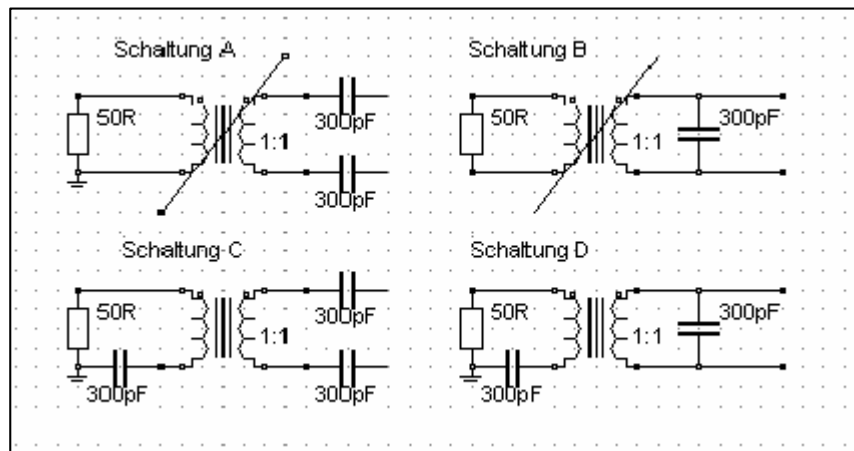 Schaltung A
50R
1:1
300pF
300pF
Schaltung B
50R
1:1
300pF
Schaltung C
50R
300pF
1:1
300pF
300pF
Schaltung D
50R
300pF
1:1
300pF